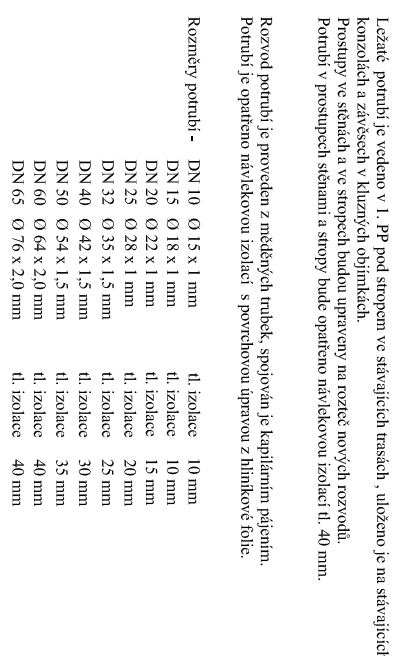 Ležaté potrubí je vedeno v 1. PP pod stropem ve stávajících trasách , uloženo je na stávajících
konzolách a závěsech v kluzných objímkách.
Prostupy ve stěnách a ve stropech budou upraveny na rozteč nových rozvodů.
Potrubí v prostupech stěnami a stropy bude opatřeno návlekovou izolací tl. 40 mm.
Rozvod potrubí je proveden z měděných trubek, spojován je kapilárním pájením.
Potrubí je opatřeno návlekovou izolací s povrchovou úpravou z hliníkové folie.
Rozměry potrubí - DN 10 Ø 15 x 1 mm tl. izolace 10 mm
DN 15 Ø 18 x 1 mm tl. izolace 10 mm
DN 20 Ø 22 x 1 mm tl. izolace 15 mm
DN 25 Ø 28 x 1 mm tl. izolace 20 mm
DN 32 Ø 35 x 1,5 mm tl. izolace 25 mm
DN 40 Ø 42 x 1,5 mm tl. izolace 30 mm
DN 50 Ø 54 x 1,5 mm tl. izolace 35 mm
DN 60 Ø 64 x 2,0 mm tl. izolace 40 mm
DN 65 Ø 76 x 2,0 mm tl. izolace 40 mm